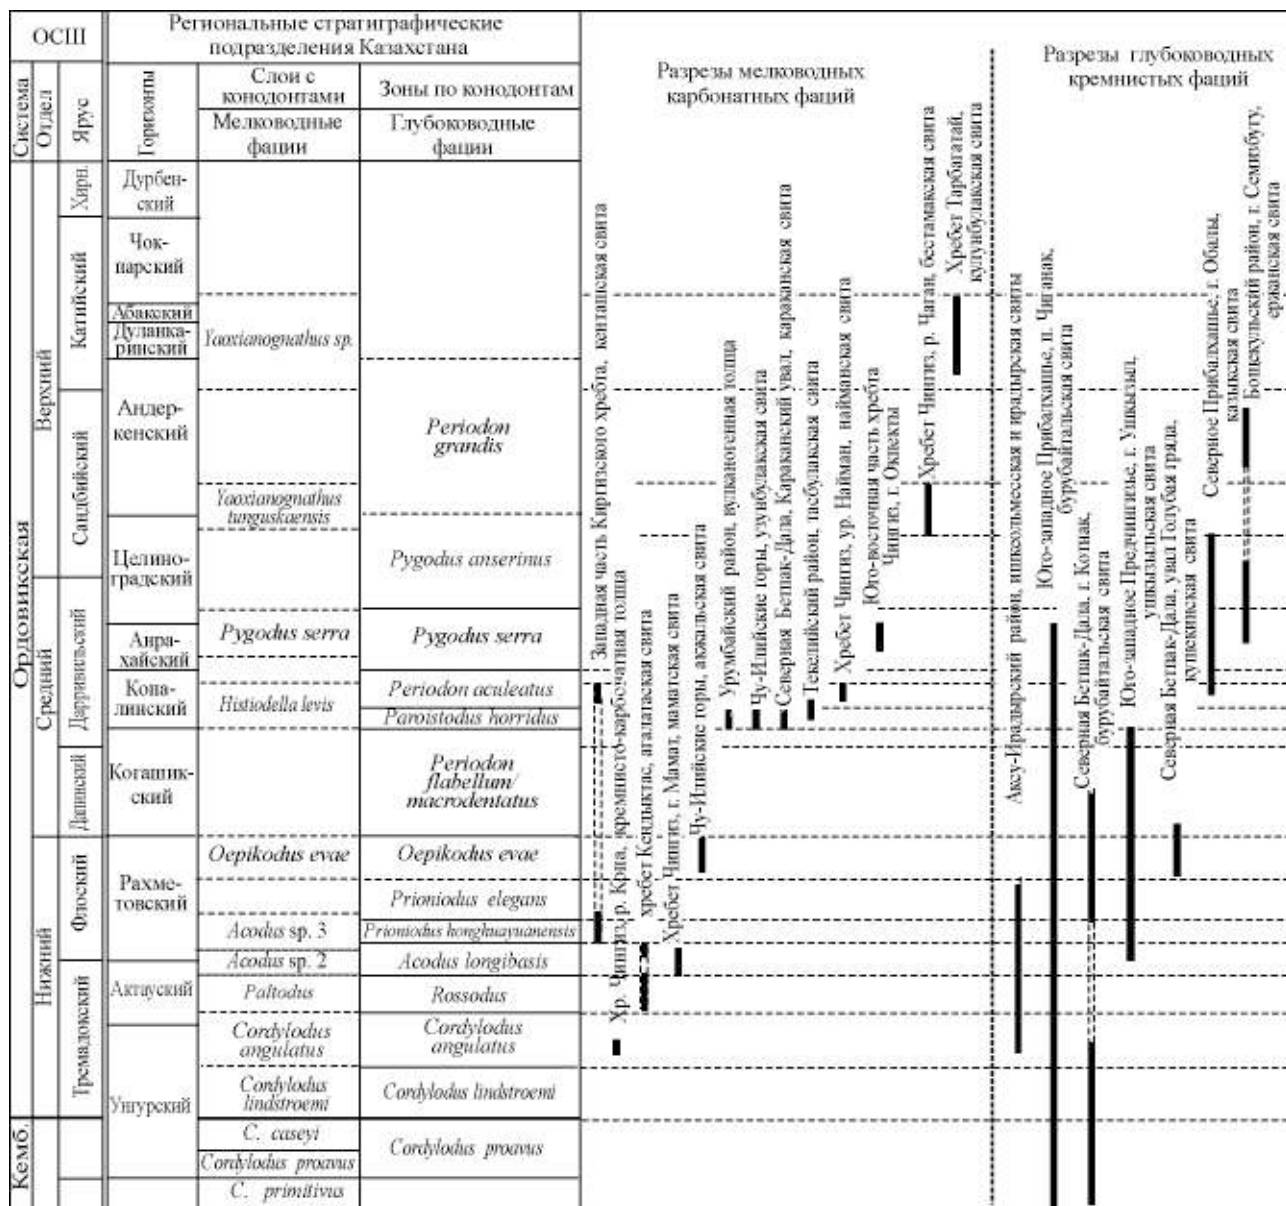 ОСШ
Региональные стратиграфические
подразделения Казахстана
Система
Отдел
Ярус
Горизонты
Слои с
конодонтами
Зоны по конодонтам
Мелководные
фации
Глубоководные
фации
Разрезы мелководных
карбонатных фаций
Разрезы глубоководных
кремнистых фаций
Ордовикская
Кемб.
Верхний
Средний
Нижний
Хирн.
Катийский
Сандбийский
Дарривильский
Дапинский
Флоский
Тремадокский
Дурбен-
ский
Чок-
парский
Абакский
Дуланка-
ринский
Андер-
кенский
Целино-
градский
Анра-
хайский
Копа-
линский
Когашик-
ский
Рахме-
товский
Актауский
Унгурский
Yaoxianognathus sp.
Yaoxianognathus
tunguskaensis
Pygodus serra
Histiodella levis
Oepikodus evae
Acodus sp. 3
Acodus sp. 2
Paltodus
Cordylodus
angulatus
Cordylodus
lindstroemi
C. caseyi
Cordylodus proavus
C. primitivus
Periodon
grandis
Pygodus anserinus
Pygodus serra
Periodon aculeatus
Paroistodus horridus
Periodon
flabellum/
macrodentatus
Oepikodus evae
Prioniodus elegans
Prioniodus honghuayuanensis
Acodus longibasis
Rossodus
Cordylodus
angulatus
Cordylodus lindstroemi
Cordylodus proavus
Западная часть Киргизского хребта, кенташская свита
Хр. Чингиз, р. Крпа, кремнисто-карбонатная толща
хребет Кендыктас, агалатаская свита
Хребет Чингиз, г. Мамат, маматская свита
Чу-Илийские горы, акжальская свита
Урумбайский район, вулканогенная толща
Чу-Илийские горы, узунбулакская свита
Северная Бетпак-Дала, Караканский увал, караканская свита
Текелийский район, тасбулакская свита
Хребет Чингиз, ур. Найман, найманская свита
Юго-восточная часть хребта
Чингиз, г. Окпекты
Хребет Чингиз, р. Чаган, бестамакская свита
Хребет Тарбагатай,
кулунбулакская свита
Аксу-Ирадырский район, ишкольмесская и ирадырская свиты
Юго-западное Прибалхашье, п. Чиганак,
бурубайтальская свита
Северная Бетпак-Дала, г. Котнак,
бурубайтальская свита
Юго-западное Предчингизье, г. Ушкызыл,
ушкызыльская свита
Северная Бетпак-Дала, увал Голубая гряда,
купекинская свита
Северное Прибалхашье, г. Обалы,
казыкская свита
Бощекульский район, г. Семизбугу,
ержанская свита